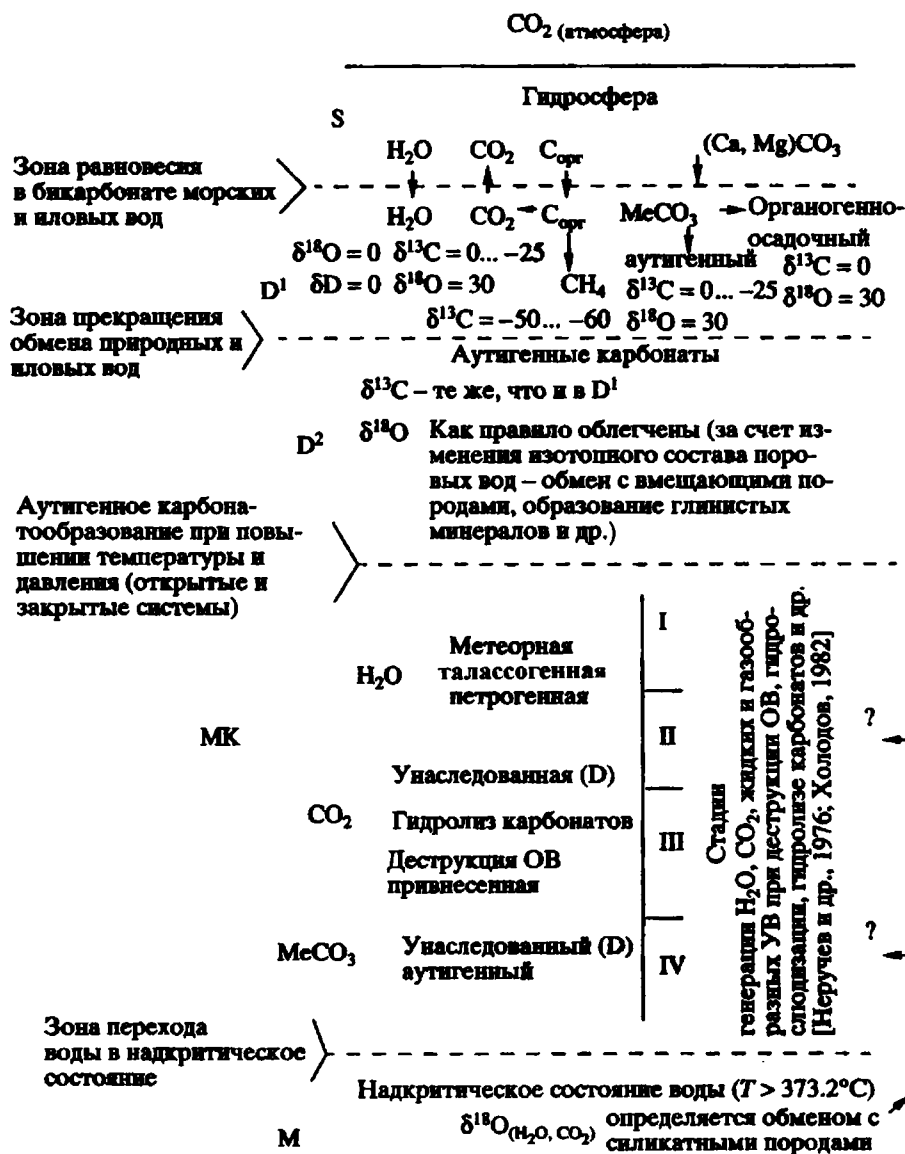 CO₂ (атмосфера)
Гидросфера
S
H₂O CO₂ Cорг (Ca, Mg)CO₃
Зона равновесия
в бикарбонате морских
и иловых вод
H₂O CO₂ Cорг MeCO₃ Органогенно-
осадочный
δ¹⁸O = 0 δ¹³C = 0... –25 аутигенный δ¹³C = 0
D¹ δD = 0 δ¹⁸O = 30 CH₄ δ¹³C = 0... –25 δ¹⁸O = 30
δ¹³C = –50... –60 δ¹⁸O = 30
Зона прекращения
обмена природных и
иловых вод
Аутигенные карбонаты
δ¹³C – те же, что и в D¹
D² δ¹⁸O Как правило облегчены (за счет из-
менения изотопного состава поро-
вых вод – обмен с вмещающими по-
родами, образование глинистых
минералов и др.)
Аутигенное карбона-
тообразование при повы-
шении температуры и
давления (открытые и
закрытые системы)
MK
H₂O
Метеорная
талассогенная
петрогенная
CO₂
Унаследованная (D)
Гидролиз карбонатов
Деструкция ОВ
привнесенная
MeCO₃
Унаследованный (D)
аутигенный
I
II
III
IV
Стадии
генерации H₂O, CO₂, жидких и газооб-
разных УВ при деструкции ОВ, гидро-
слюдизации, гидролизе карбонатов и др.
[Неручев и др., 1976; Холодов, 1982]
?
?
Зона перехода
воды в надкритическое
состояние
Надкритическое состояние воды (T > 373.2°C)
M δ¹⁸O(H₂O, CO₂) определяется обменом с
силикатными породами